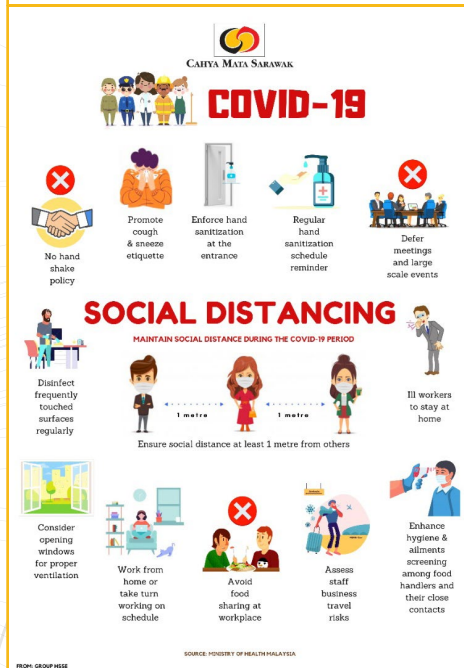 CAHYA MATA SARAWAK
COVID-19
No hand
shake
policy
Promote
cough
& sneeze
etiquette
Enforce hand
sanitization
at the
entrance
Regular
hand
sanitization
schedule
reminder
Defer
meetings
and large
scale events
SOCIAL DISTANCING
MAINTAIN SOCIAL DISTANCE DURING THE COVID-19 PERIOD
Disinfect
frequently
touched
surfaces
regularly
1 metre
1 metre
Ensure social distance at least 1 metre from others
Ill workers
to stay at
home
Consider
opening
windows
for proper
ventilation
Work from
home or
take turn
working on
schedule
Avoid
food
sharing at
workplace
Assess
staff
business
travel
risks
Enhance
hygiene &
ailments
screening
among food
handlers and
their close
contacts
SOURCE: MINISTRY OF HEALTH MALAYSIA
FROM: GROUP HSSE